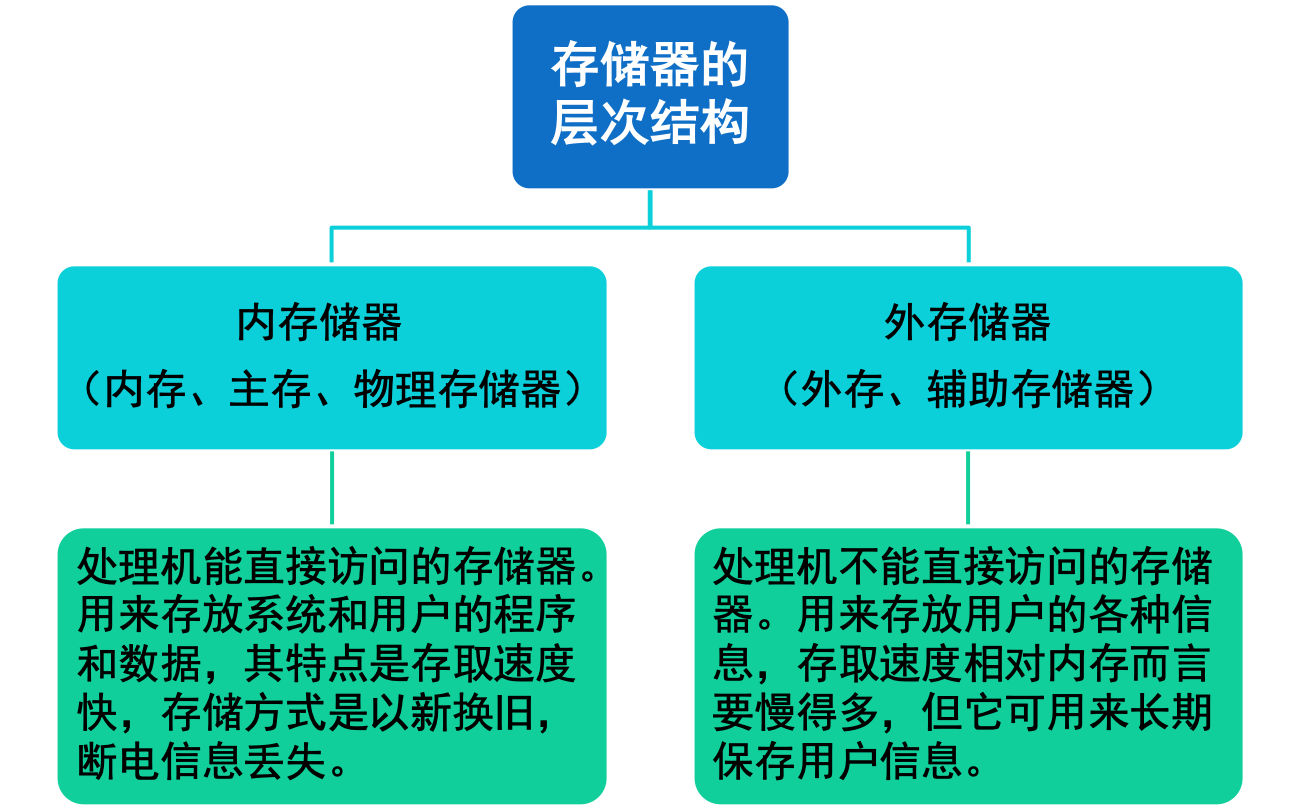 存储器的
层次结构
内存储器
（内存、主存、物理存储器）
外存储器
（外存、辅助存储器）
处理机能直接访问的存储器。
用来存放系统和用户的程序
和数据，其特点是存取速度
快，存储方式是以新换旧，
断电信息丢失。
处理机不能直接访问的存储
器。用来存放用户的各种信
息，存取速度相对内存而言
要慢得多，但它可用来长期
保存用户信息。